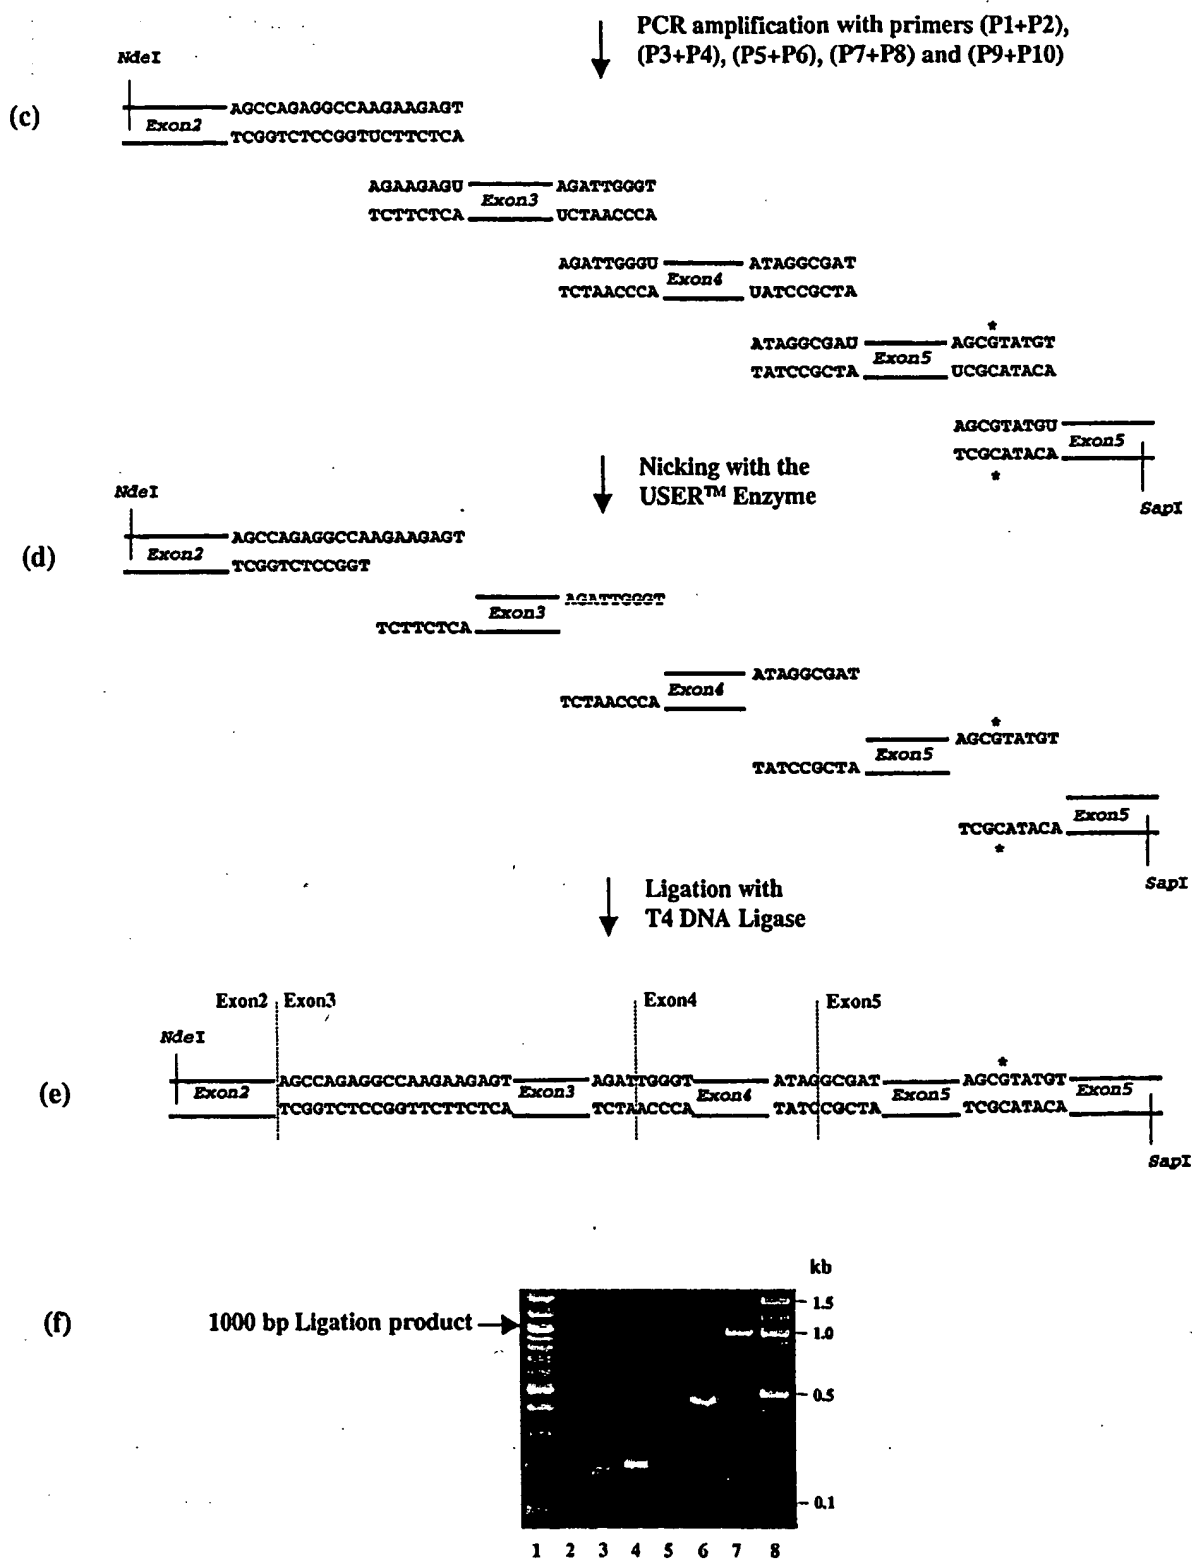 PCR amplification with primers (P1+P2),
(P3+P4), (P5+P6), (P7+P8) and (P9+P10)
NdeI
(c)
AGCCAGAGGCCAAGAAGAGT
Exon2
TCGGTCTCCGGTUCTTCTCA
AGAAGAGU AGATTGGGT
Exon3
TCTTCTCA UCTAACCCA
AGATTGGGU ATAGGCGAT
Exon4
TCTAACCCA UATCCGCTA
*
ATAGGCGAU AGCGTATGT
Exon5
TATCCGCTA UCGCATACA
AGCGTATGU
Exon5
TCGCATACA
*
SapI
Nicking with the
USER™ Enzyme
NdeI
(d)
AGCCAGAGGCCAAGAAGAGT
Exon2
TCGGTCTCCGGT
AGATTGGGT
Exon3
TCTTCTCA
ATAGGCGAT
Exon4
TCTAACCCA
*
AGCGTATGT
Exon5
TATCCGCTA
Exon5
TCGCATACA
*
SapI
Ligation with
T4 DNA Ligase
Exon2 Exon3 Exon4 Exon5
NdeI
*
(e)
AGCCAGAGGCCAAGAAGAGT AGATTGGGT ATAGGCGAT AGCGTATGT
Exon2 Exon3 Exon4 Exon5 Exon5
TCGGTCTCCGGTTCTTCTCA TCTAACCCA TATCCGCTA TCGCATACA
SapI
kb
(f)
1000 bp Ligation product
1.5
1.0
0.5
0.1
1 2 3 4 5 6 7 8